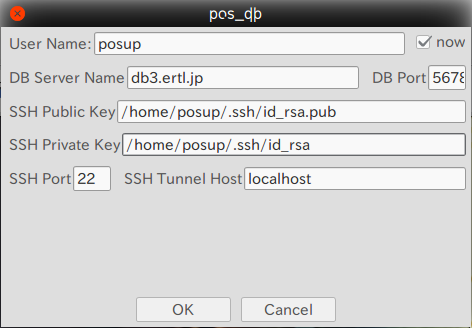 pos_db
User Name: posup now
DB Server Name db3.ertl.jp DB Port 5678
SSH Public Key /home/posup/.ssh/id_rsa.pub
SSH Private Key /home/posup/.ssh/id_rsa
SSH Port 22 SSH Tunnel Host localhost
OK Cancel